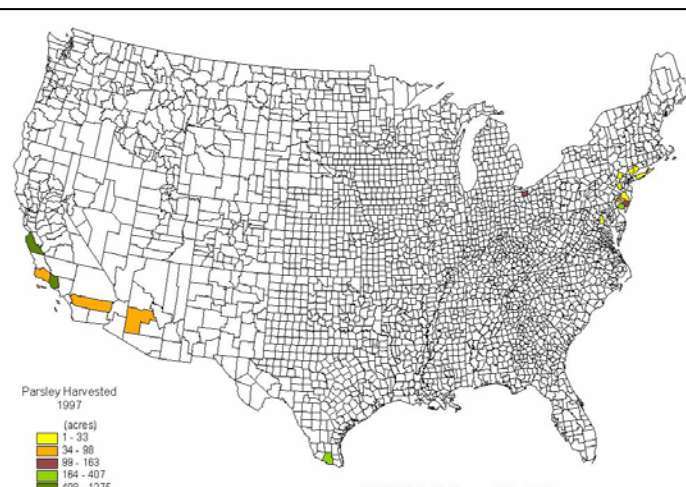 Parsley Harvested
1997
(acres)
1 - 33
34 - 98
99 - 163
164 - 407